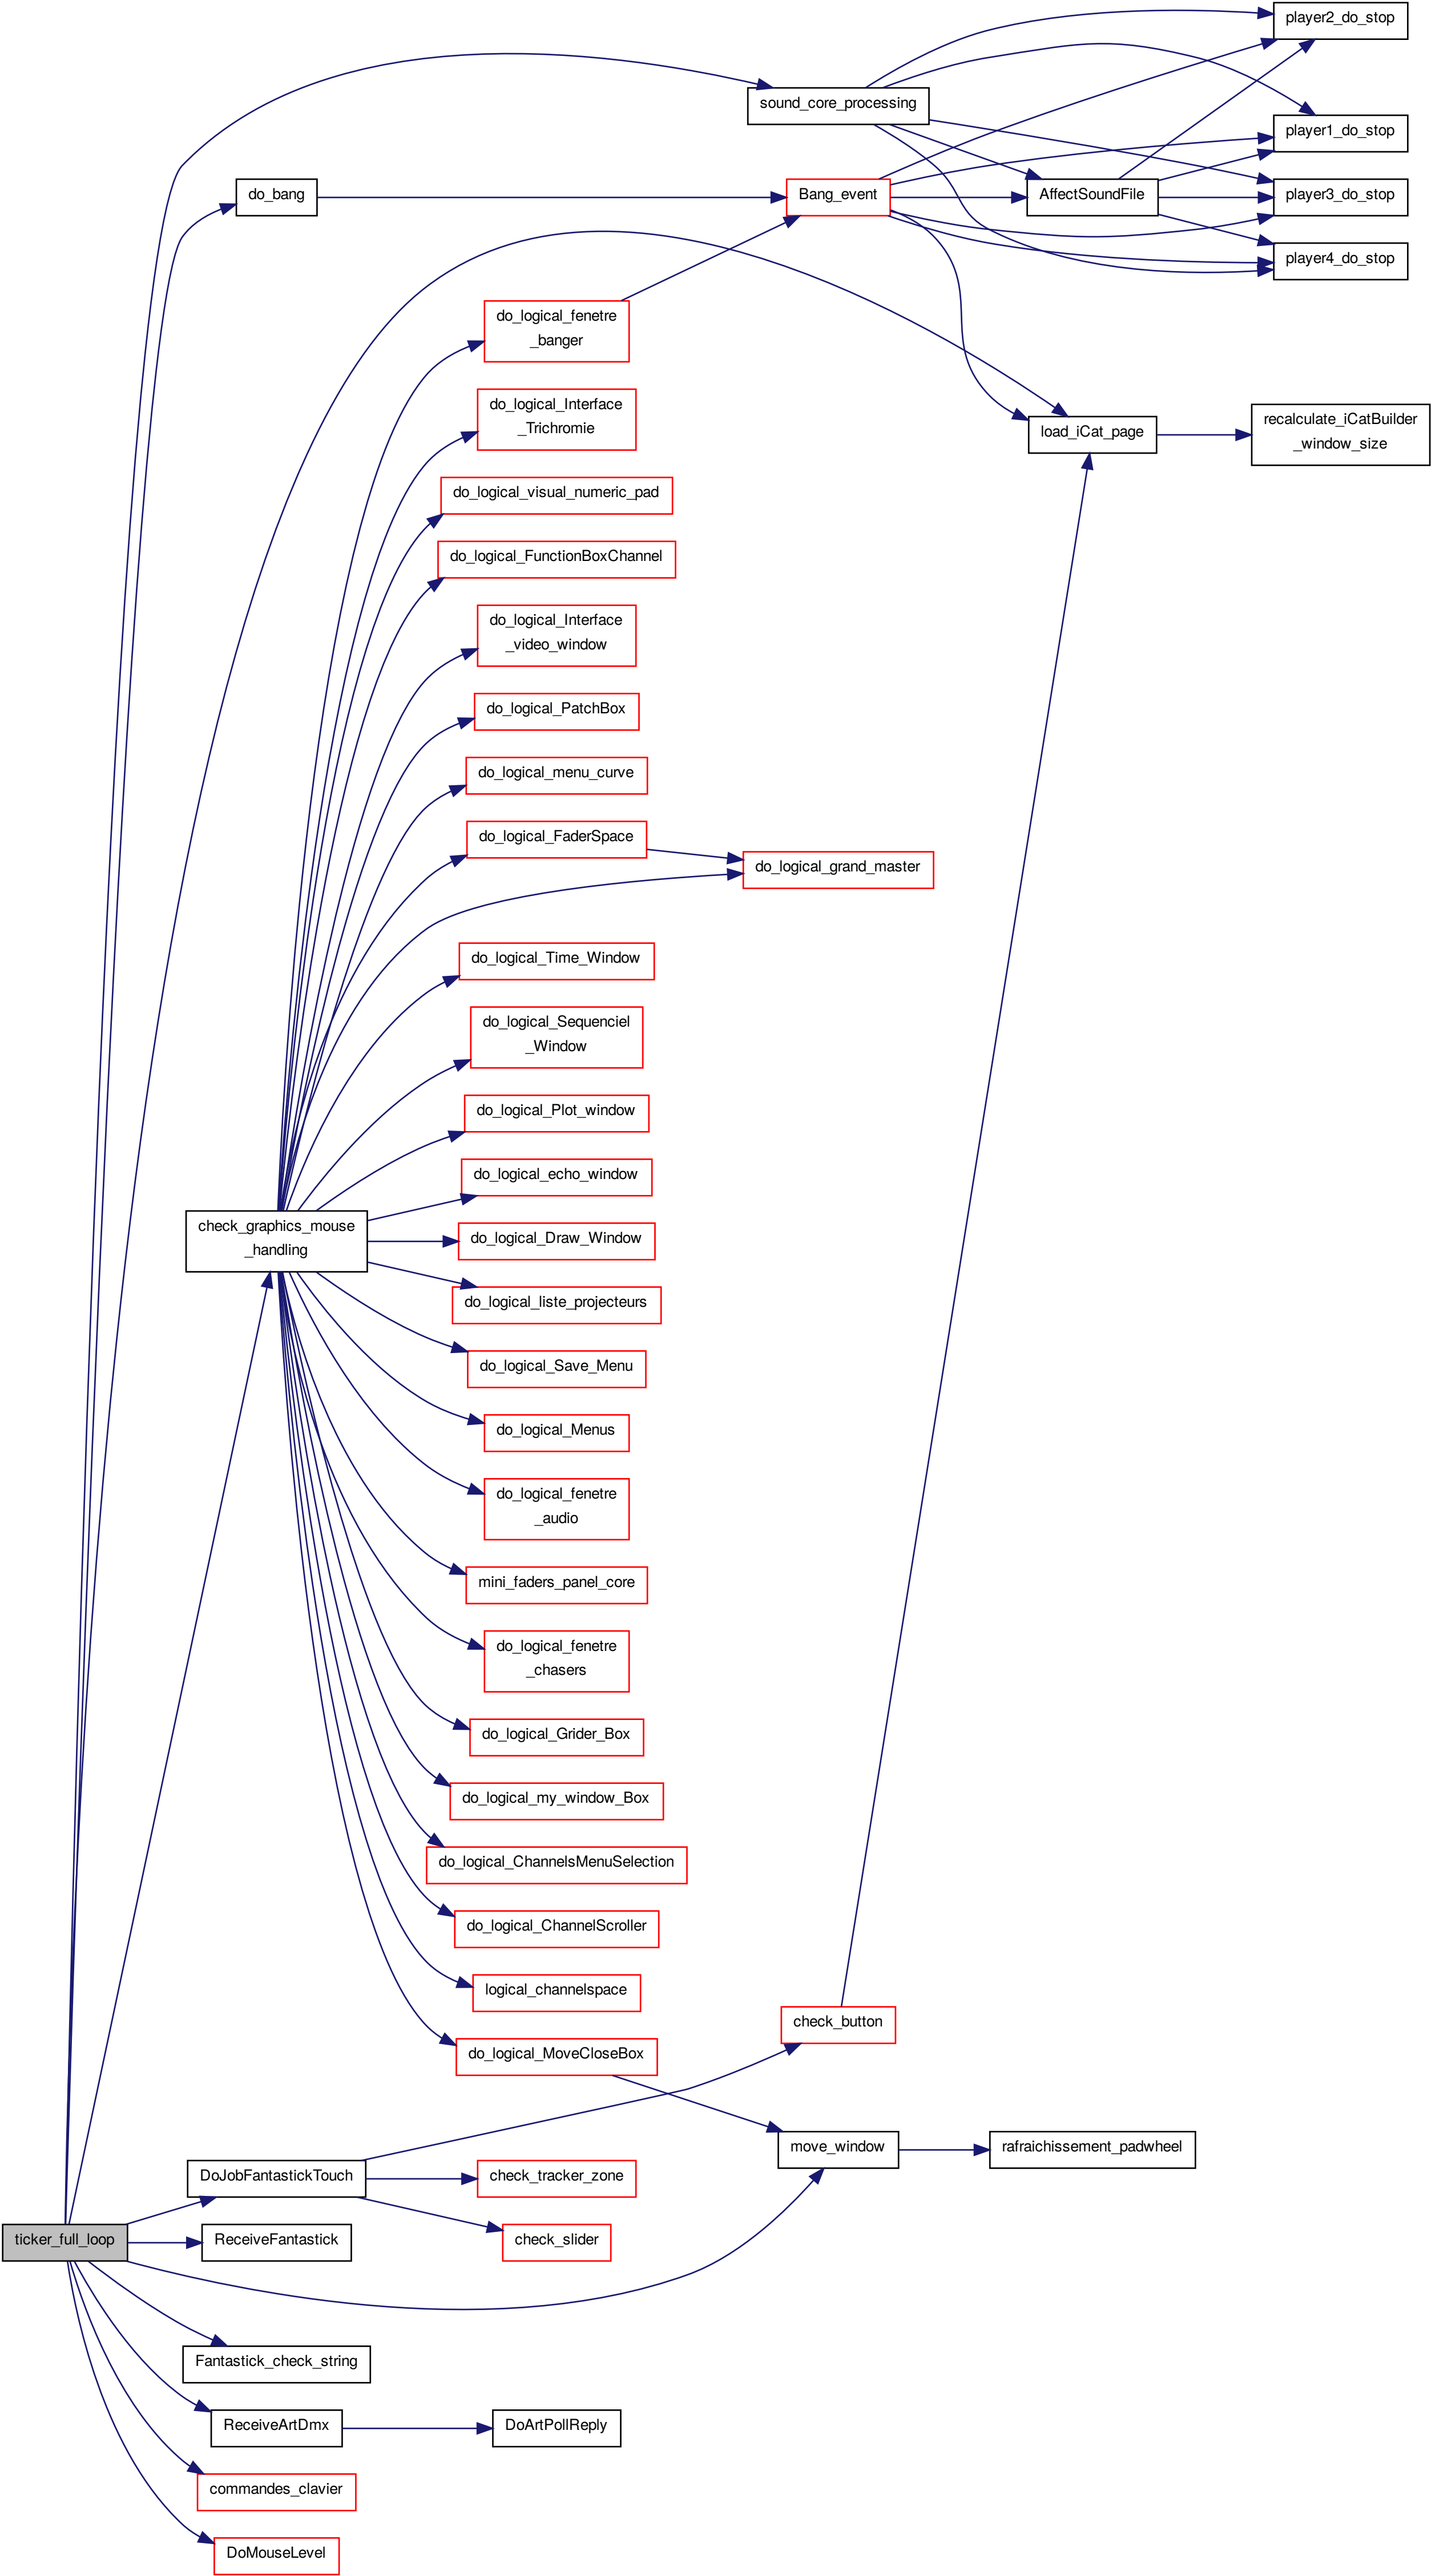 player2_do_stop
sound_core_processing
player1_do_stop
do_bang
Bang_event
AffectSoundFile
player3_do_stop
player4_do_stop
do_logical_fenetre
_banger
do_logical_Interface
_Trichromie
load_iCat_page
recalculate_iCatBuilder
_window_size
do_logical_visual_numeric_pad
do_logical_FunctionBoxChannel
do_logical_Interface
_video_window
do_logical_PatchBox
do_logical_menu_curve
do_logical_FaderSpace
do_logical_grand_master
do_logical_Time_Window
do_logical_Sequenciel
_Window
do_logical_Plot_window
do_logical_echo_window
check_graphics_mouse
_handling
do_logical_Draw_Window
do_logical_liste_projecteurs
do_logical_Save_Menu
do_logical_Menus
do_logical_fenetre
_audio
mini_faders_panel_core
do_logical_fenetre
_chasers
do_logical_Grider_Box
do_logical_my_window_Box
do_logical_ChannelsMenuSelection
do_logical_ChannelScroller
logical_channelspace
check_button
do_logical_MoveCloseBox
move_window
rafraichissement_padwheel
DoJobFantastickTouch
check_tracker_zone
ticker_full_loop
ReceiveFantastick
check_slider
Fantastick_check_string
ReceiveArtDmx
DoArtPollReply
commandes_clavier
DoMouseLevel